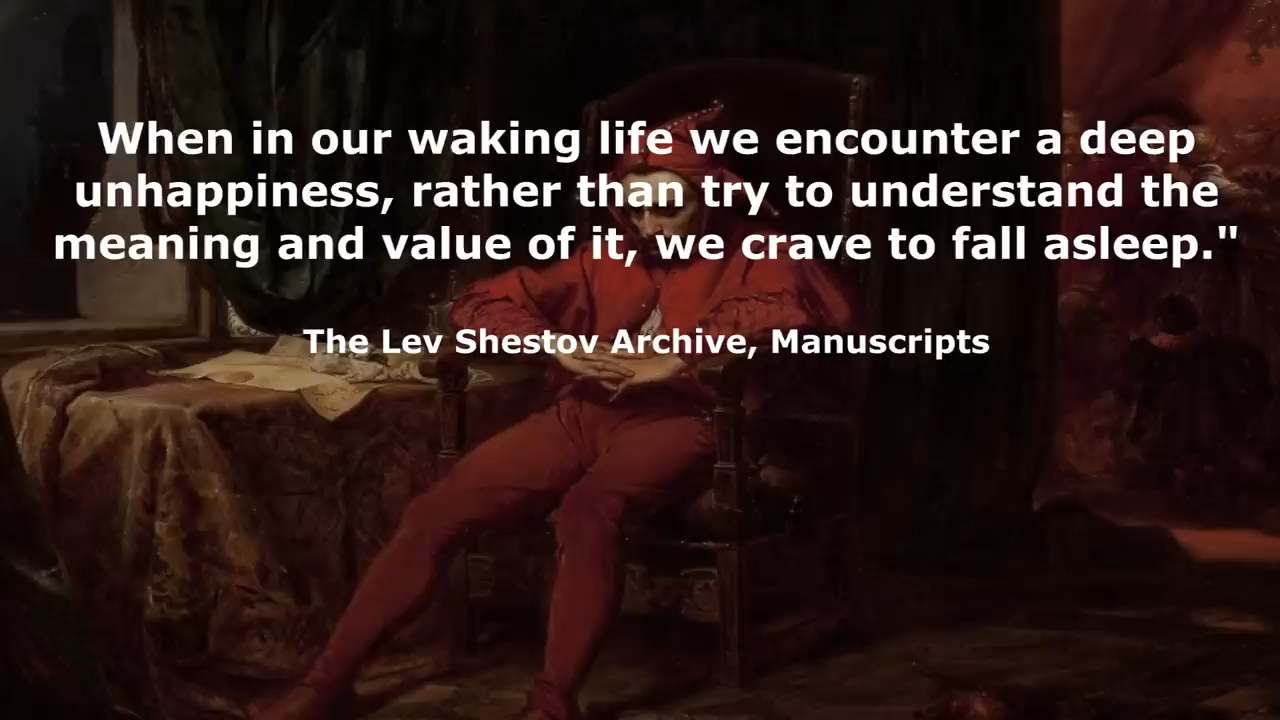 When in our waking life we encounter a deep
unhappiness, rather than try to understand the
meaning and value of it, we crave to fall asleep."
The Lev Shestov Archive, Manuscripts